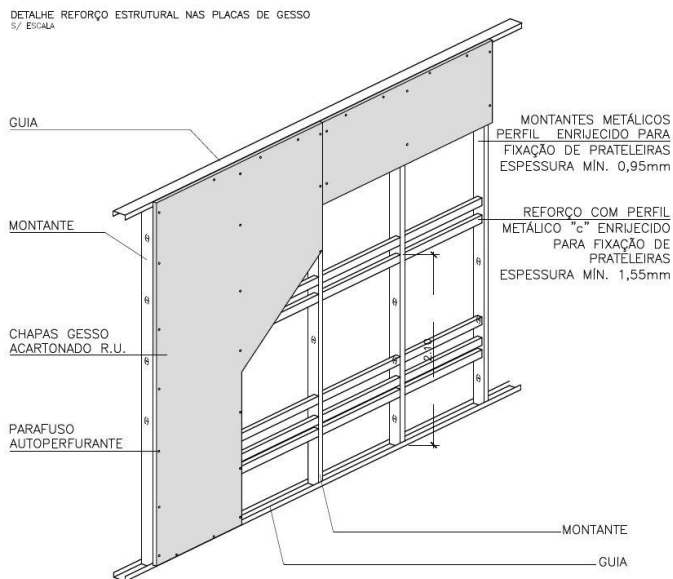 DETALHE REFORÇO ESTRUTURAL NAS PLACAS DE GESSO
S/ ESCALA
GUIA
MONTANTE
CHAPAS GESSO
ACARTONADO R.U.
PARAFUSO
AUTOPERFURANTE
MONTANTES METÁLICOS
PERFIL ENRIJECIDO PARA
FIXAÇÃO DE PRATELEIRAS
ESPESSURA MÍN. 0,95mm
REFORÇO COM PERFIL
METÁLICO "c" ENRIJECIDO
PARA FIXAÇÃO DE
PRATELEIRAS
ESPESSURA MÍN. 1,55mm
2.10
MONTANTE
GUIA